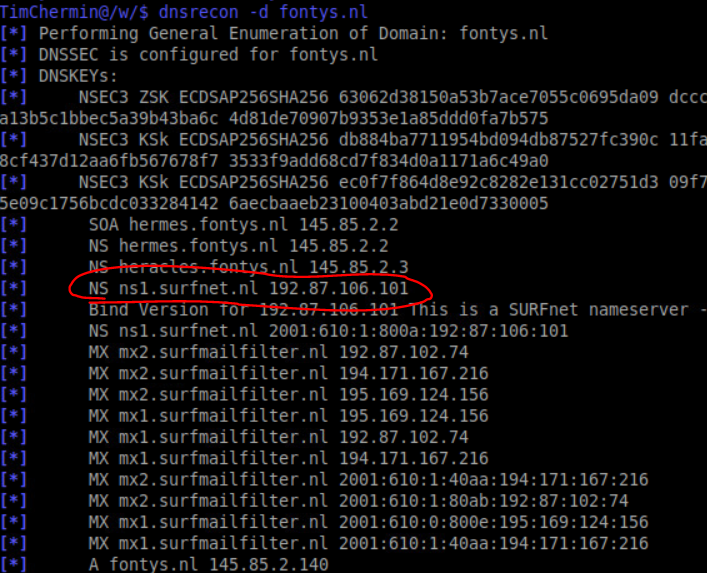 TimChermin@/w/$ dnsrecon -d fontys.nl
[*] Performing General Enumeration of Domain: fontys.nl
[*] DNSSEC is configured for fontys.nl
[*] DNSKEYs:
[*] NSEC3 ZSK ECDSAP256SHA256 63062d38150a53b7ace7055c0695da09 dccc
a13b5c1bbec5a39b43ba6c 4d81de70907b9353e1a85ddd0fa7b575
[*] NSEC3 KSk ECDSAP256SHA256 db884ba7711954bd094db87527fc390c 11fa
8cf437d12aa6fb567678f7 3533f9add68cd7f834d0a1171a6c49a0
[*] NSEC3 KSk ECDSAP256SHA256 ec0f7f864d8e92c8282e131cc02751d3 09f7
5e09c1756bcdc033284142 6aecbaaeb23100403abd21e0d7330005
[*] SOA hermes.fontys.nl 145.85.2.2
[*] NS hermes.fontys.nl 145.85.2.2
[*] NS heracles.fontys.nl 145.85.2.3
[*] NS ns1.surfnet.nl 192.87.106.101
[*] Bind Version for 192.87.106.101 This is a SURFnet nameserver -
[*] NS ns1.surfnet.nl 2001:610:1:800a:192:87:106:101
[*] MX mx2.surfmailfilter.nl 192.87.102.74
[*] MX mx2.surfmailfilter.nl 194.171.167.216
[*] MX mx2.surfmailfilter.nl 195.169.124.156
[*] MX mx1.surfmailfilter.nl 195.169.124.156
[*] MX mx1.surfmailfilter.nl 192.87.102.74
[*] MX mx1.surfmailfilter.nl 194.171.167.216
[*] MX mx2.surfmailfilter.nl 2001:610:1:40aa:194:171:167:216
[*] MX mx2.surfmailfilter.nl 2001:610:1:80ab:192:87:102:74
[*] MX mx1.surfmailfilter.nl 2001:610:0:800e:195:169:124:156
[*] MX mx1.surfmailfilter.nl 2001:610:1:40aa:194:171:167:216
[*] A fontys.nl 145.85.2.140